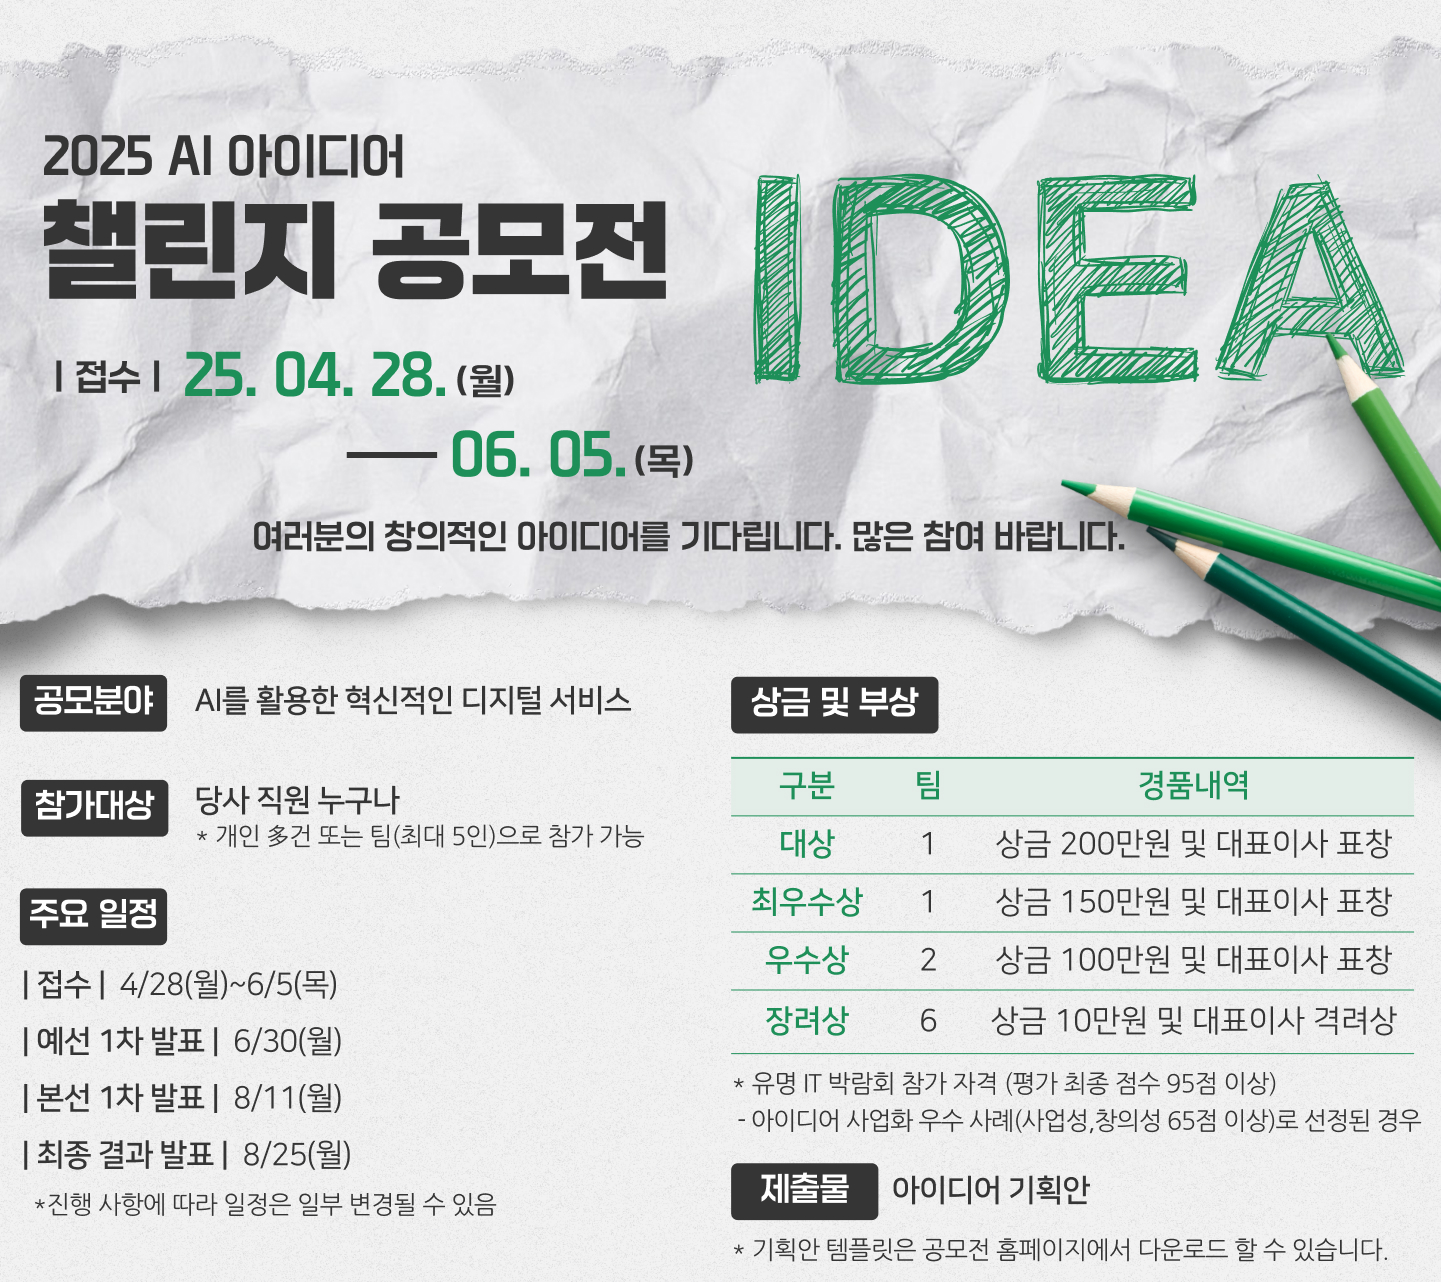 2025 AI 아이디어
챌린지 공모전
IDEA
| 접수 | 25. 04. 28. (월)
— 06. 05. (목)
여러분의 창의적인 아이디어를 기다립니다. 많은 참여 바랍니다.
공모분야 AI를 활용한 혁신적인 디지털 서비스
참가대상 당사 직원 누구나
* 개인 多건 또는 팀(최대 5인)으로 참가 가능
주요 일정
| 접수 | 4/28(월)~6/5(목)
| 예선 1차 발표 | 6/30(월)
| 본선 1차 발표 | 8/11(월)
| 최종 결과 발표 | 8/25(월)
*진행 사항에 따라 일정은 일부 변경될 수 있음
상금 및 부상
구분 팀 경품내역
대상 1 상금 200만원 및 대표이사 표창
최우수상 1 상금 150만원 및 대표이사 표창
우수상 2 상금 100만원 및 대표이사 표창
장려상 6 상금 10만원 및 대표이사 격려상
* 유명 IT 박람회 참가 자격 (평가 최종 점수 95점 이상)
- 아이디어 사업화 우수 사례(사업성,창의성 65점 이상)로 선정된 경우
제출물 아이디어 기획안
* 기획안 템플릿은 공모전 홈페이지에서 다운로드 할 수 있습니다.